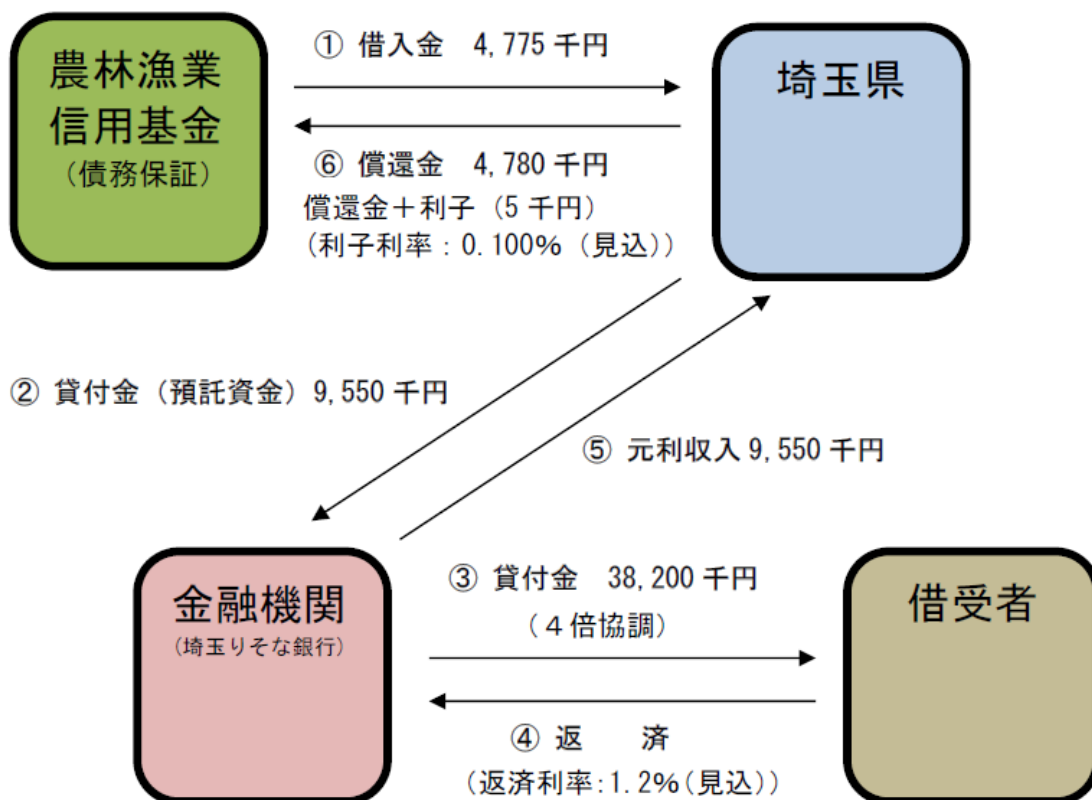 農林漁業
信用基金
(債務保証)
① 借入金 4,775 千円
⑥ 償還金 4,780 千円
償還金＋利子（5 千円）
(利子利率：0.100%（見込))
埼玉県
② 貸付金（預託資金）9,550 千円
⑤ 元利収入 9,550 千円
金融機関
(埼玉りそな銀行)
③ 貸付金 38,200 千円
（４倍協調）
④ 返 済
(返済利率：1.2%(見込))
借受者